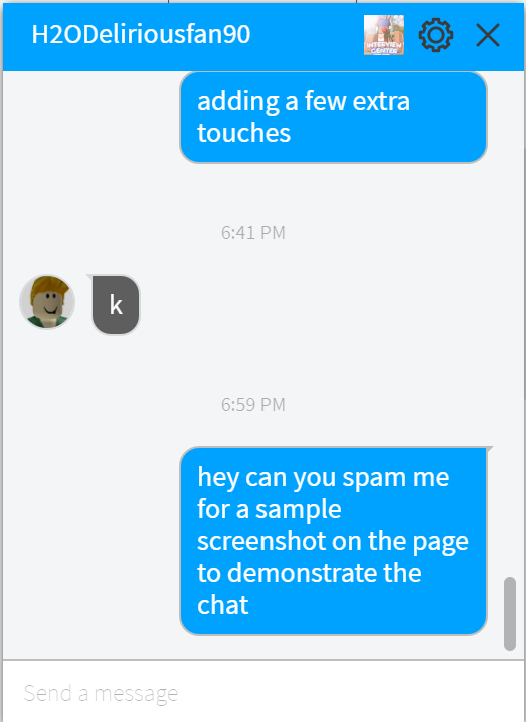 H2ODeliriousfan90
INTERVIEW
CENTER
adding a few extra
touches
6:41 PM
k
6:59 PM
hey can you spam me
for a sample
screenshot on the page
to demonstrate the
chat
Send a message